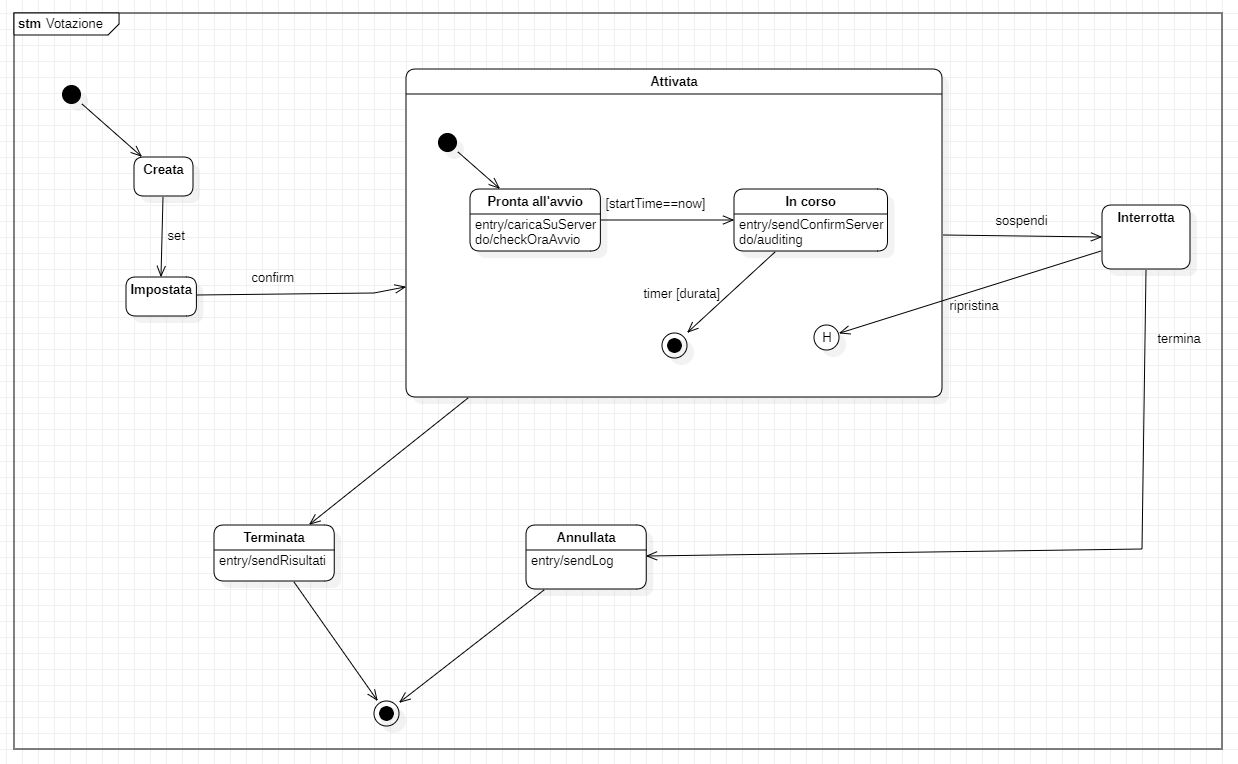 stm Votazione
Attivata
Creata
Pronta all'avvio
entry/caricaSuServer
do/checkOraAvvio
[startTime==now]
In corso
entry/sendConfirmServer
do/auditing
sospendi
Interrotta
set
Impostata
confirm
timer [durata]
H
ripristina
termina
Terminata
entry/sendRisultati
Annullata
entry/sendLog